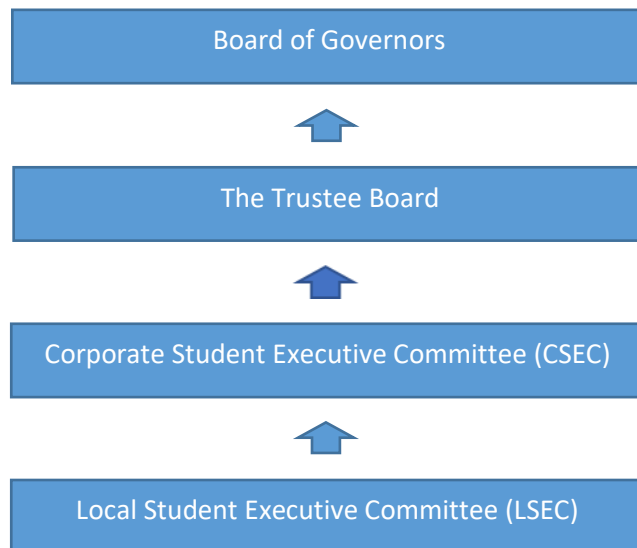 Board of Governors
The Trustee Board
Corporate Student Executive Committee (CSEC)
Local Student Executive Committee (LSEC)